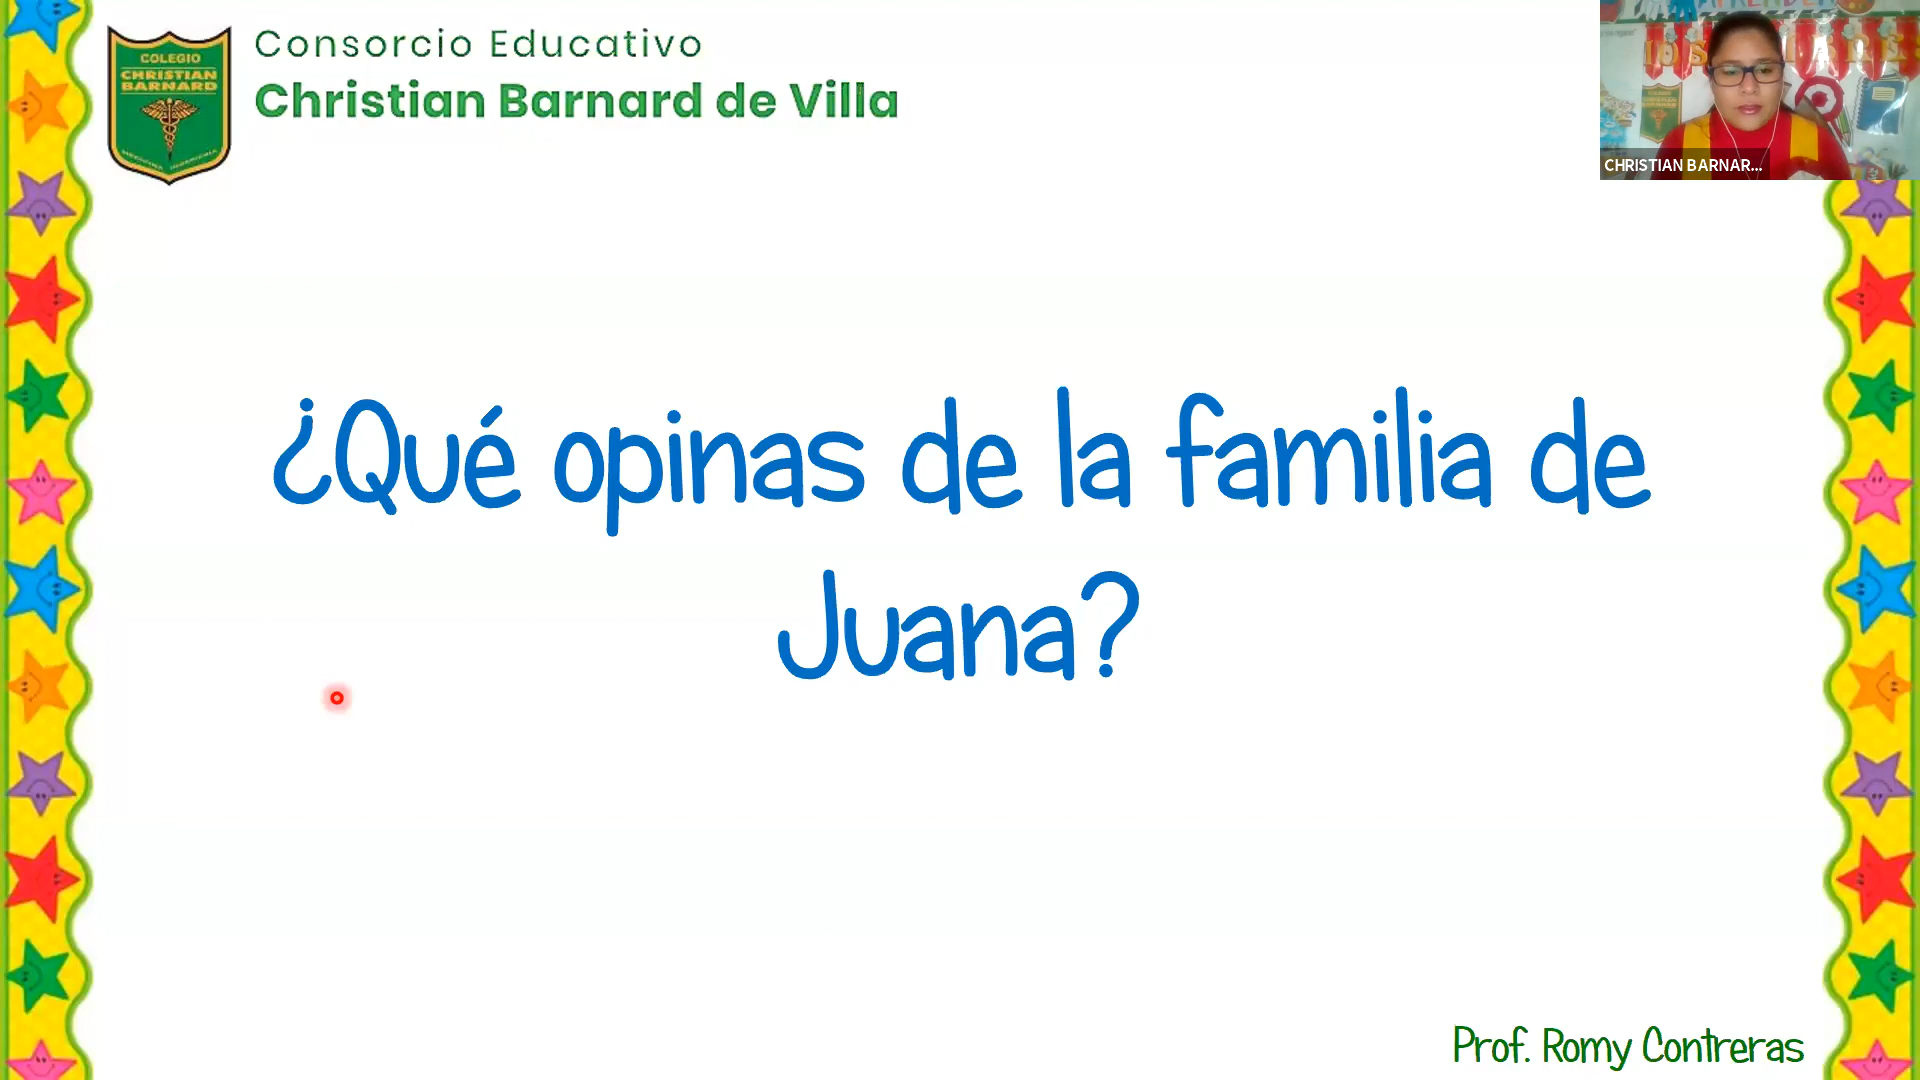 COLEGIO
CHRISTIAN
BARNARD
Consorcio Educativo
Christian Barnard de Villa
CHRISTIAN BARNAR...
¿Qué opinas de la familia de
Juana?
Prof. Romy Contreras